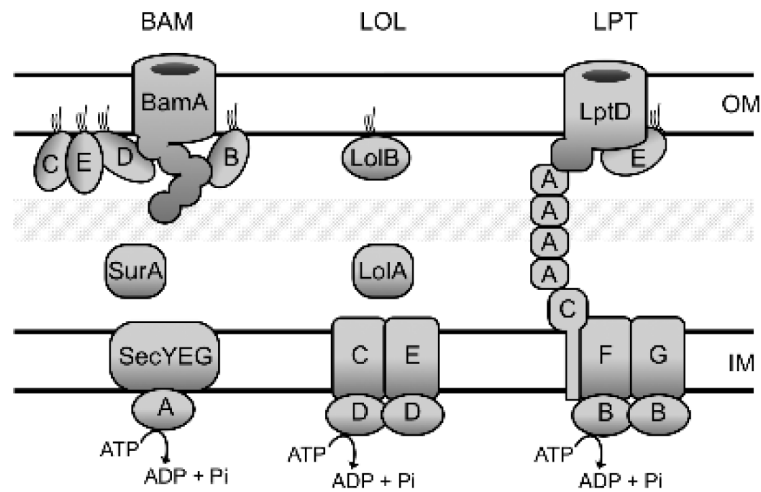 BAM LOL LPT
OM
BamA LptD
C E D B LolB E
A
A
A
A
SurA LolA
C
SecYEG C E F G IM
A D D B B
ATP ATP ATP
ADP + Pi ADP + Pi ADP + Pi